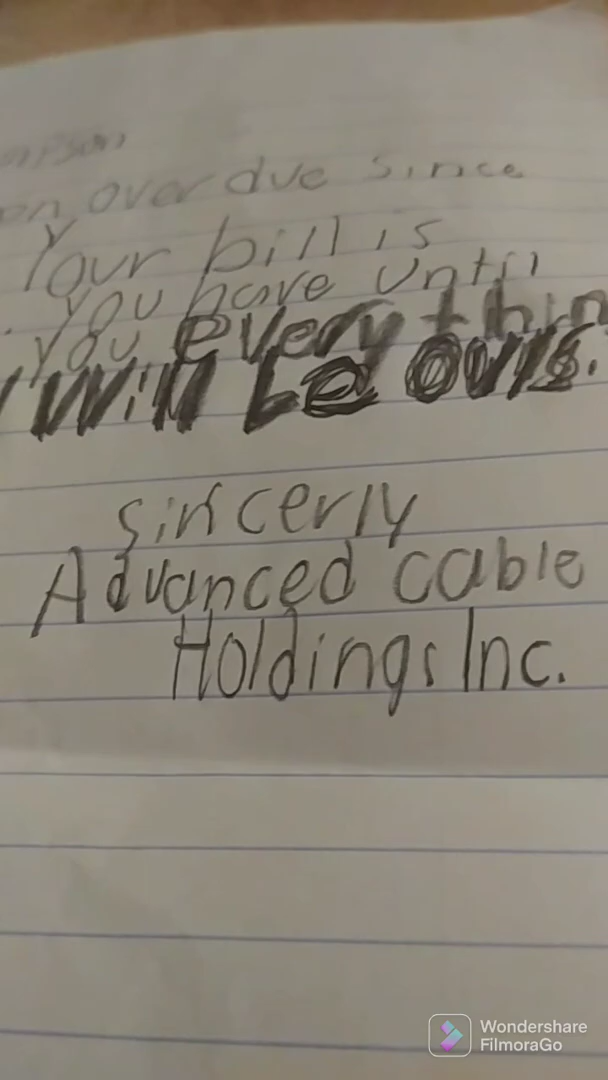 over due since
Your bill is
you have until
you everythin
will be ours.
sincerly
Advanced cable
Holdings Inc.
Wondershare
FilmoraGo